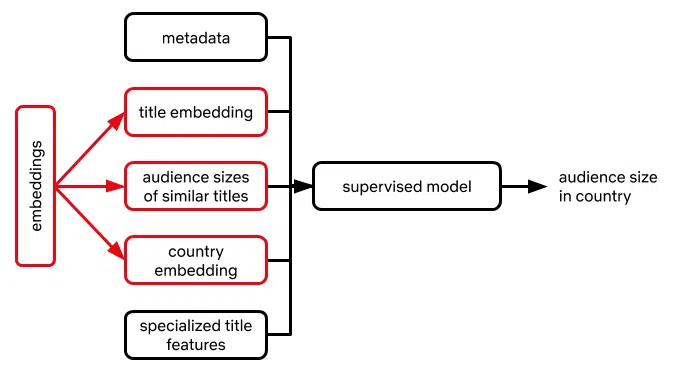 metadata
title embedding
embeddings
audience sizes
of similar titles
supervised model
audience size
in country
country
embedding
specialized title
features